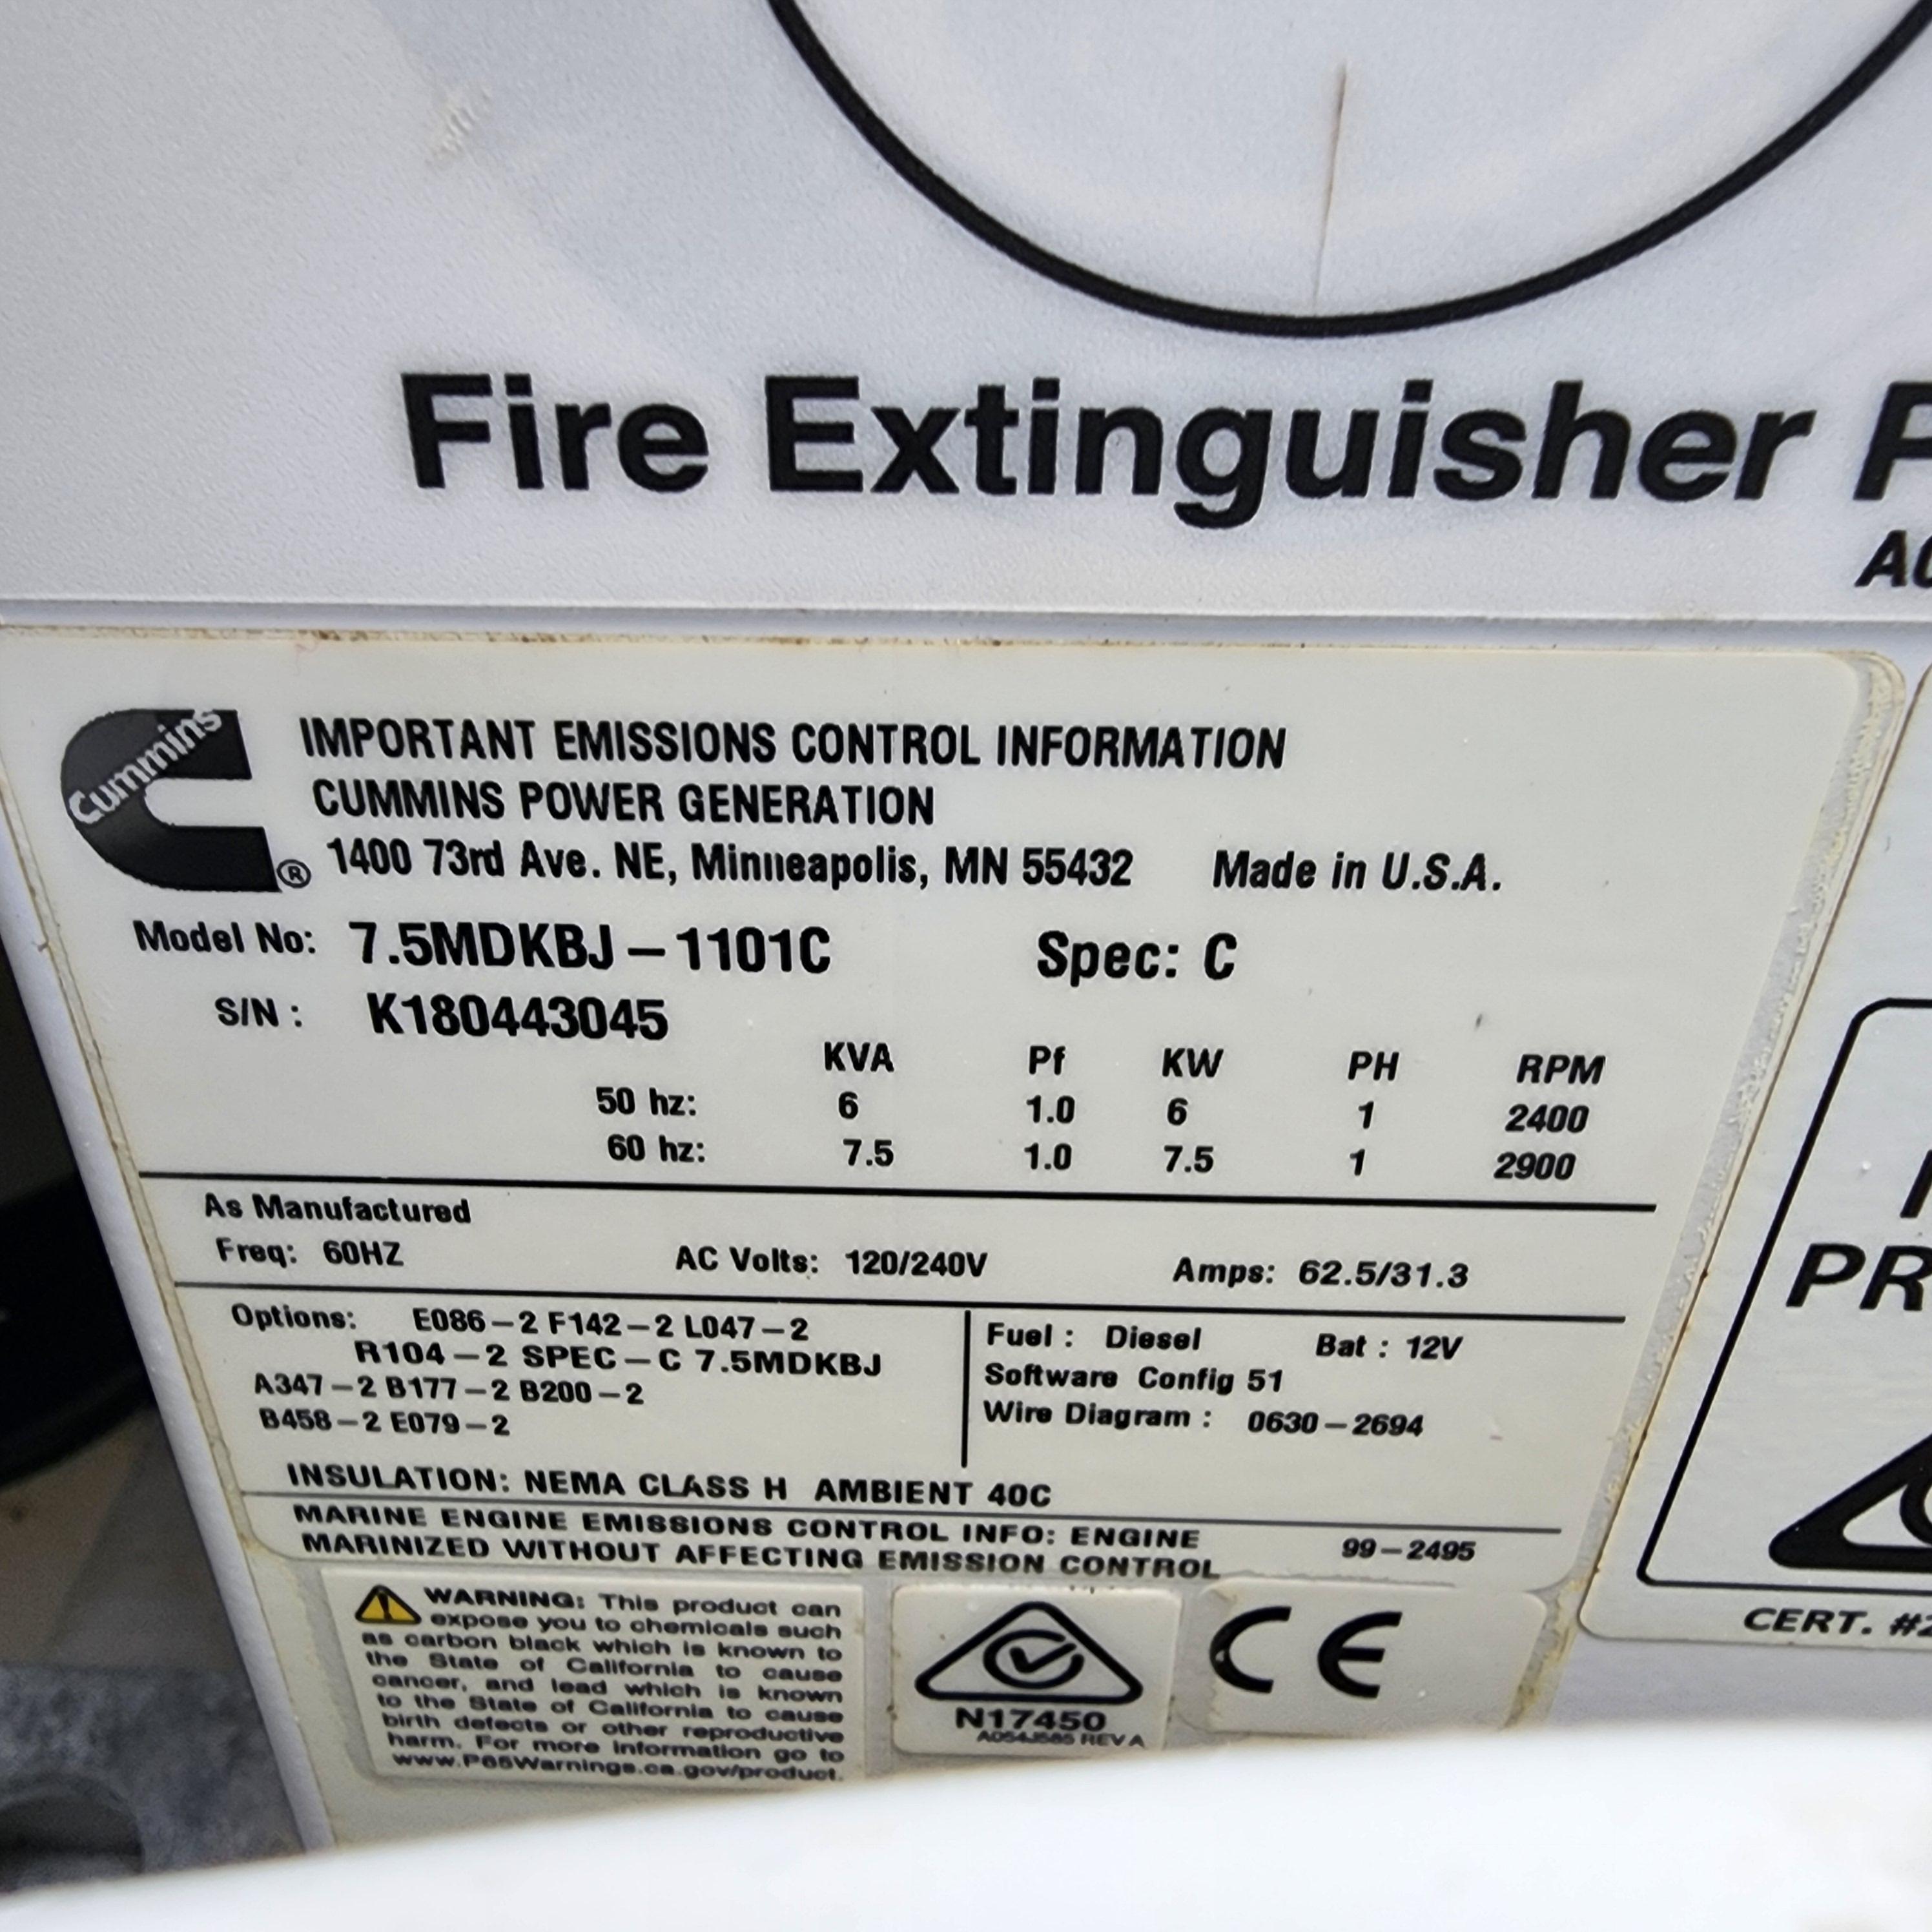 Fire Extinguisher
Cummins
®
IMPORTANT EMISSIONS CONTROL INFORMATION
CUMMINS POWER GENERATION
1400 73rd Ave. NE, Minneapolis, MN 55432 Made in U.S.A.
Model No: 7.5MDKBJ – 1101C Spec: C
S/N : K180443045
KVA Pf KW PH RPM
50 hz: 6 1.0 6 1 2400
60 hz: 7.5 1.0 7.5 1 2900
As Manufactured
Freq: 60HZ AC Volts: 120/240V Amps: 62.5/31.3
Options: E086–2 F142–2 L047–2
R104–2 SPEC–C 7.5MDKBJ
A347–2 B177–2 B200–2
B458–2 E079–2
Fuel : Diesel Bat : 12V
Software Config 51
Wire Diagram : 0630–2694
INSULATION: NEMA CLASS H AMBIENT 40C
MARINE ENGINE EMISSIONS CONTROL INFO: ENGINE
MARINIZED WITHOUT AFFECTING EMISSION CONTROL
99–2495
WARNING: This product can
expose you to chemicals such
as carbon black which is known to
the State of California to cause
cancer, and lead which is known
to the State of California to cause
birth defects or other reproductive
harm. For more information go to
www.P65Warnings.ca.gov/product.
N17450
A054J585 REV A
CE
PR
CERT. #2